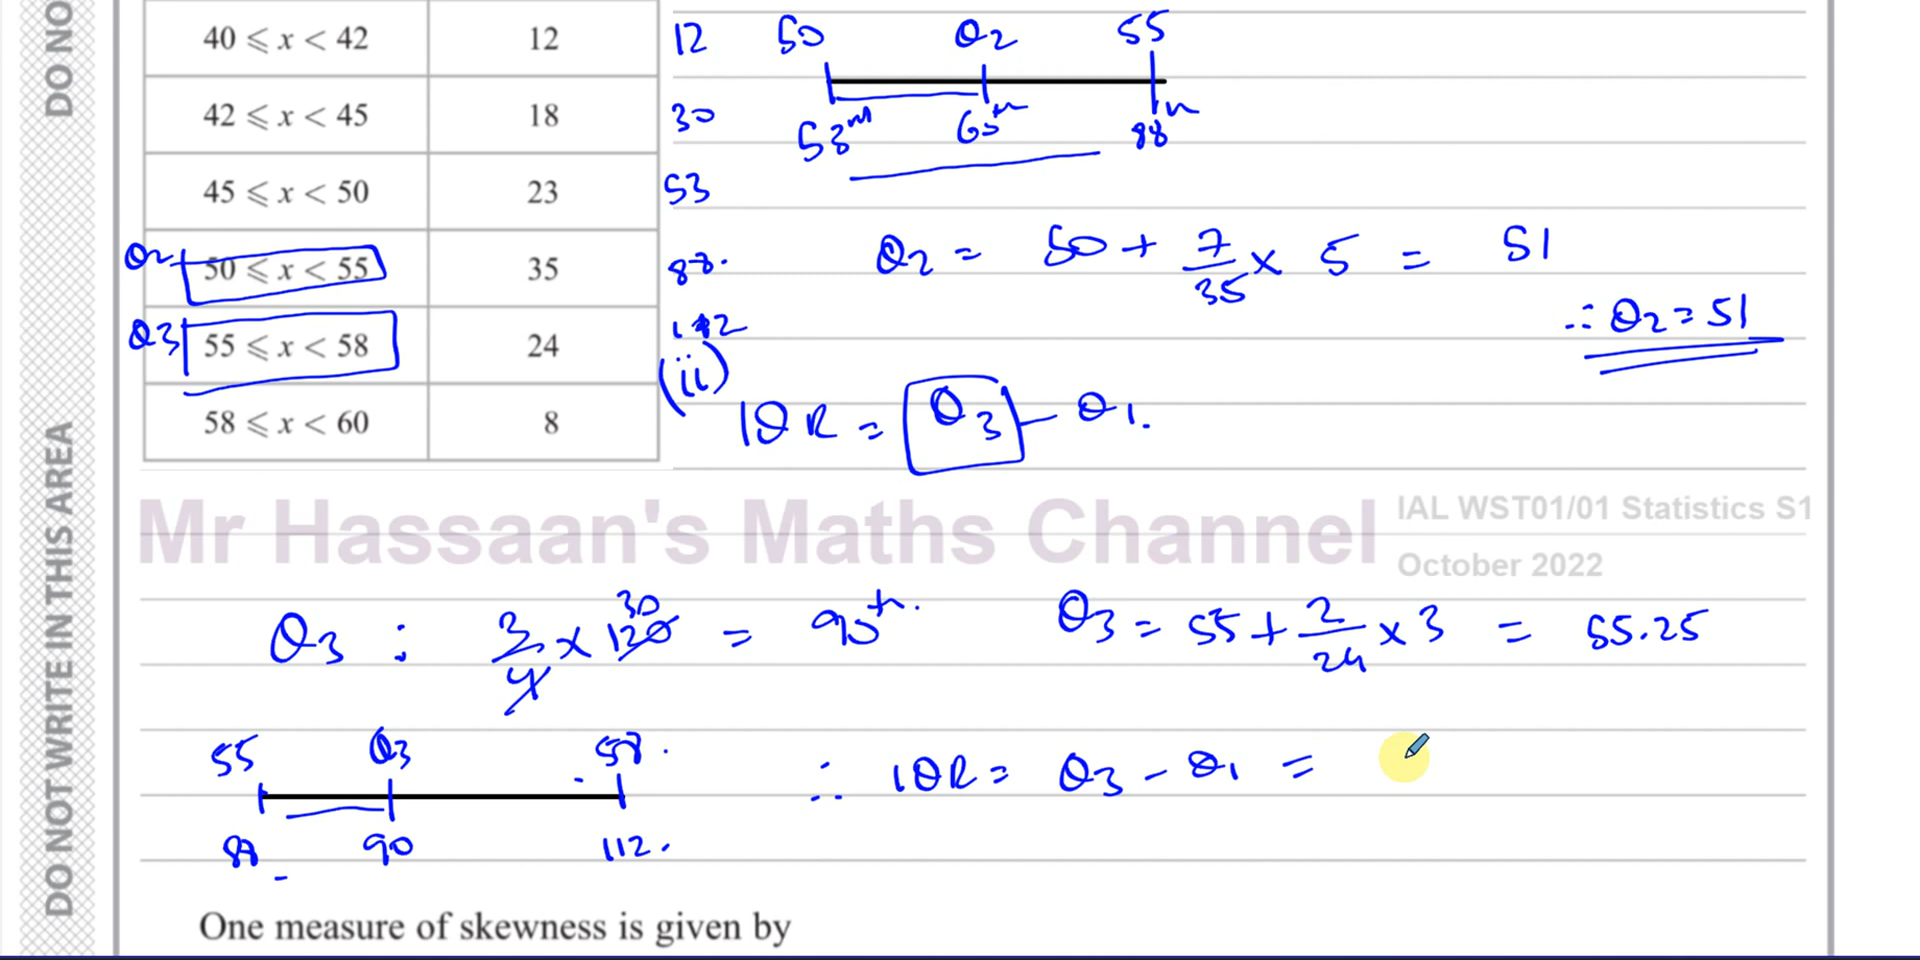 DO NO
DO NOT WRITE IN THIS AREA
40 ⩽ x < 42 12 12
42 ⩽ x < 45 18 30
45 ⩽ x < 50 23 53
Q2 50 ⩽ x < 55 35 88.
Q3 55 ⩽ x < 58 24 112
58 ⩽ x < 60 8
50 Q2 55
53rd 60th 88th
Q2 = 50 + 7/35 × 5 = 51
∴ Q2 = 51
(ii)
IQR = Q3 - Q1.
Mr Hassaan's Maths Channel
IAL WST01/01 Statistics S1
October 2022
Q3 : 3/4 × 120 30 = 90th. Q3 = 55 + 2/24 × 3 = 55.25
55 Q3 58.
88 90 112.
∴ IQR = Q3 - Q1 =
One measure of skewness is given by